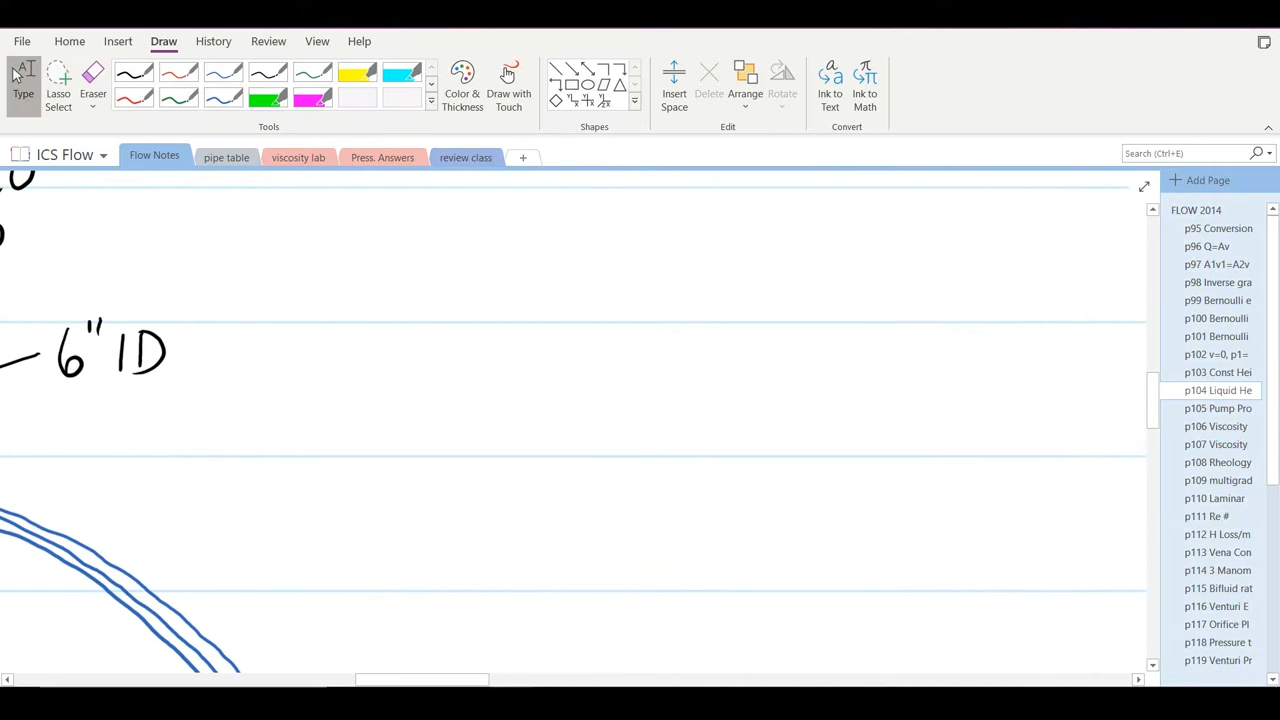 File Home Insert Draw History Review View Help
Type
Lasso
Select
Eraser
Color &
Thickness
Draw with
Touch
Insert
Space
Delete
Arrange
Rotate
Ink to
Text
Ink to
Math
Tools
Shapes
Edit
Convert
ICS Flow
Flow Notes
pipe table
viscosity lab
Press. Answers
review class
Search (Ctrl+E)
Add Page
FLOW 2014
p95 Conversion
p96 Q=Av
p97 A1v1=A2v
p98 Inverse gra
p99 Bernoulli e
p100 Bernoulli
p101 Bernoulli
p102 v=0, p1=
p103 Const Hei
p104 Liquid He
p105 Pump Pro
p106 Viscosity
p107 Viscosity
p108 Rheology
p109 multigrad
p110 Laminar
p111 Re #
p112 H Loss/m
p113 Vena Con
p114 3 Manom
p115 Bifluid rat
p116 Venturi E
p117 Orifice Pl
p118 Pressure t
p119 Venturi Pr
6" ID